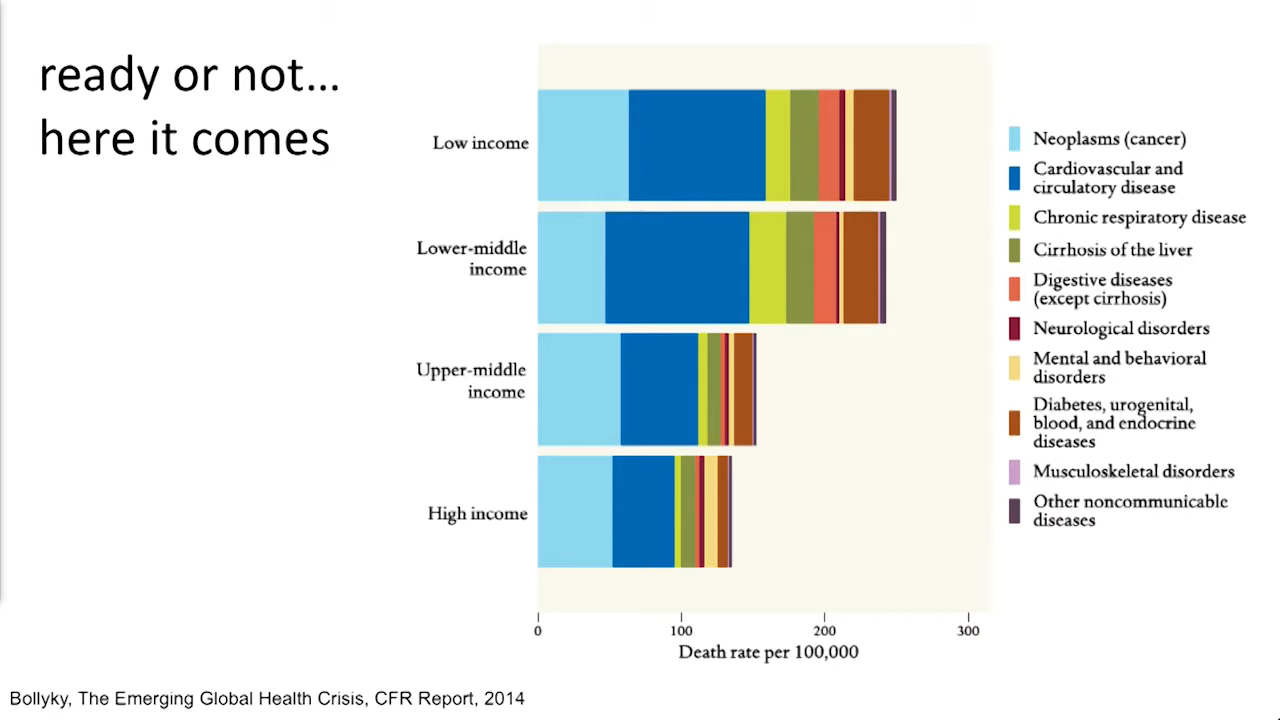 ready or not...
here it comes
Low income
Lower-middle
income
Upper-middle
income
High income
0
100
200
300
Death rate per 100,000
Neoplasms (cancer)
Cardiovascular and
circulatory disease
Chronic respiratory disease
Cirrhosis of the liver
Digestive diseases
(except cirrhosis)
Neurological disorders
Mental and behavioral
disorders
Diabetes, urogenital,
blood, and endocrine
diseases
Musculoskeletal disorders
Other noncommunicable
diseases
Bollyky, The Emerging Global Health Crisis, CFR Report, 2014